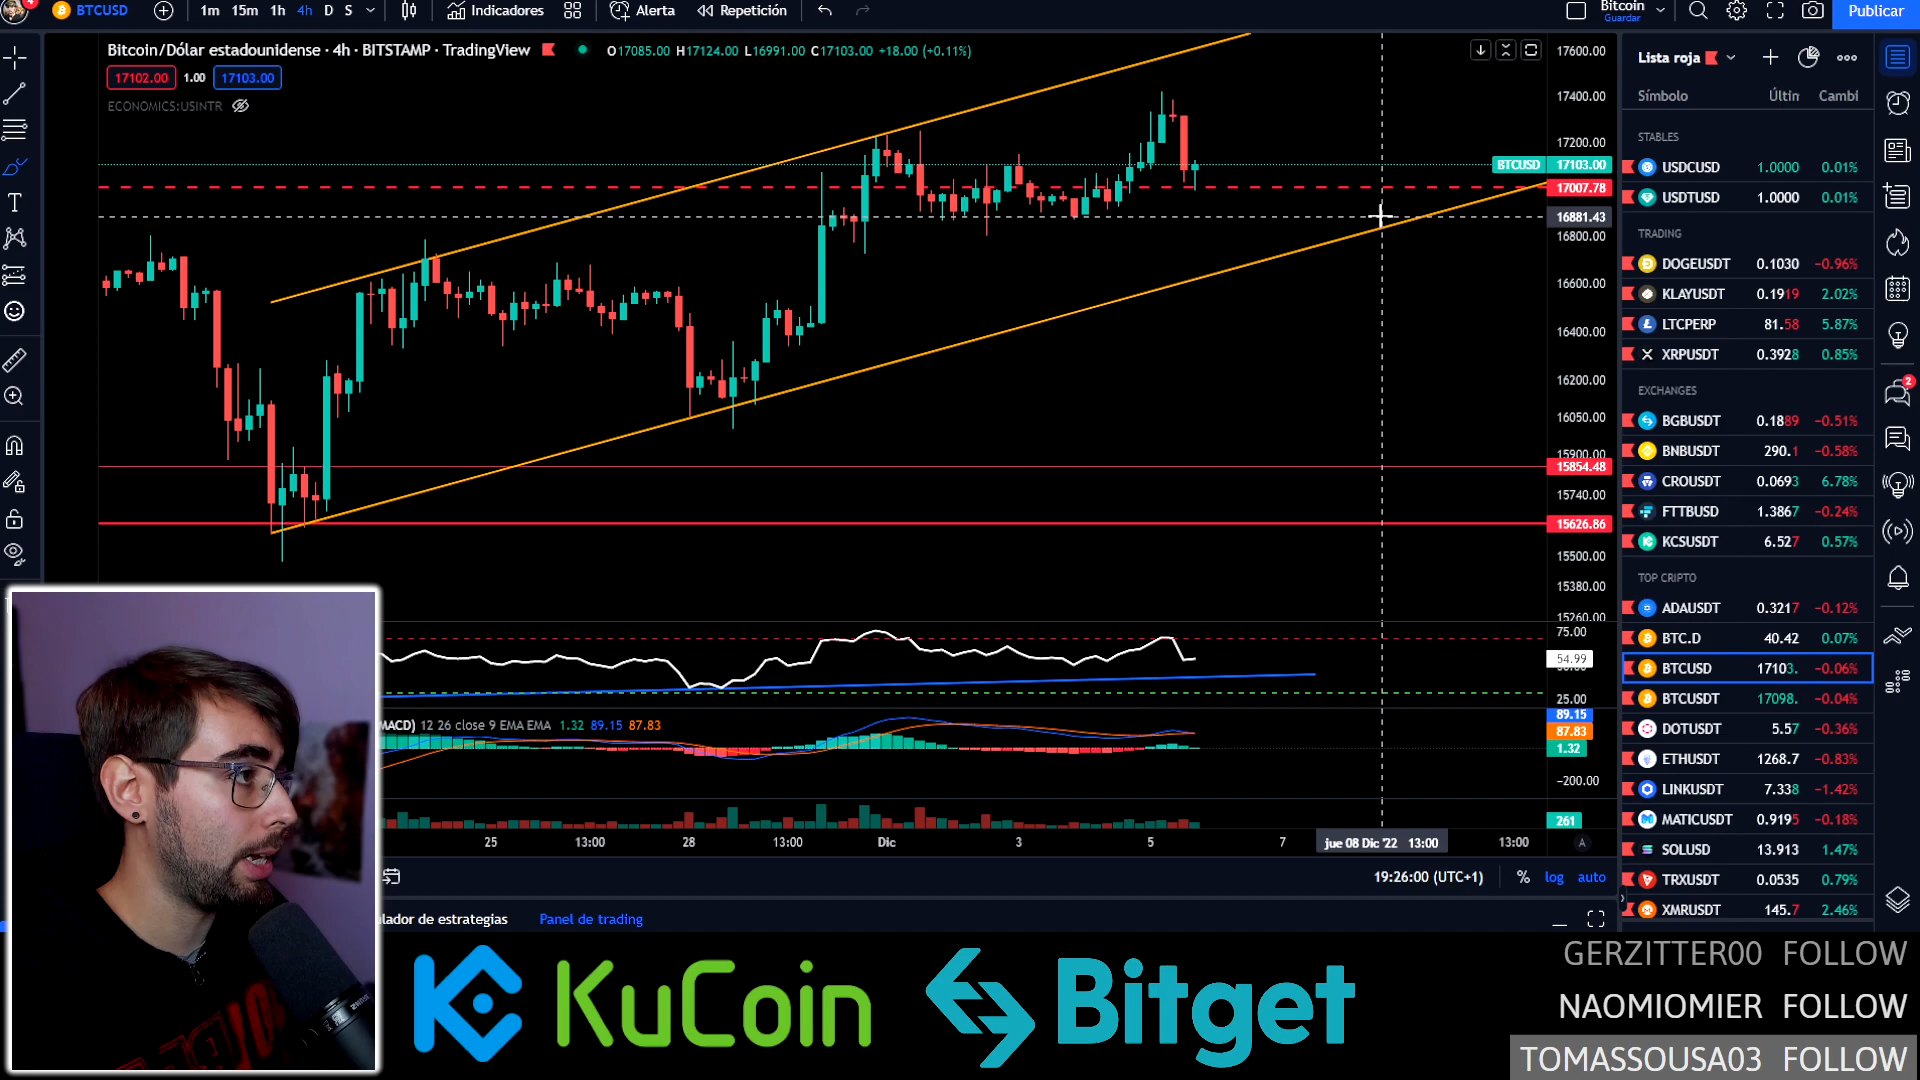 BTCUSD
1m 15m 1h 4h D S
Indicadores
Alerta
Repetición
Bitcoin
Guardar
Publicar
Bitcoin/Dólar estadounidense · 4h · BITSTAMP · TradingView
O17085.00 H17124.00 L16991.00 C17103.00 +18.00 (+0.11%)
17102.00 1.00 17103.00
ECONOMICS:USINTR
17600.00
17400.00
17200.00
BTCUSD 17103.00
17007.78
16881.43
16800.00
16600.00
16400.00
16200.00
16050.00
15900.00
15854.48
15740.00
15626.86
15500.00
15380.00
15260.00
75.00
54.99
25.00
MACD) 12 26 close 9 EMA EMA 1.32 89.15 87.83
89.15
87.83
1.32
−200.00
261
25 13:00 28 13:00 Dic 3 5 7 jue 08 Dic '22 13:00 13:00 A
19:26:00 (UTC+1) % log auto
ulador de estrategias Panel de trading
Lista roja
Símbolo Últin Cambi
STABLES
USDCUSD 1.0000 0.01%
USDTUSD 1.0000 0.01%
TRADING
DOGEUSDT 0.1030 −0.96%
KLAYUSDT 0.1919 2.02%
LTCPERP 81.58 5.87%
XRPUSDT 0.3928 0.85%
EXCHANGES
BGBUSDT 0.1889 −0.51%
BNBUSDT 290.1 −0.58%
CROUSDT 0.0693 6.78%
FTTBUSD 1.3867 −0.24%
KCSUSDT 6.527 0.57%
TOP CRIPTO
ADAUSDT 0.3217 −0.12%
BTC.D 40.42 0.07%
BTCUSD 17103. −0.06%
BTCUSDT 17098. −0.04%
DOTUSDT 5.57 −0.36%
ETHUSDT 1268.7 −0.83%
LINKUSDT 7.338 −1.42%
MATICUSDT 0.9195 −0.18%
SOLUSD 13.913 1.47%
TRXUSDT 0.0535 0.79%
XMRUSDT 145.7 2.46%
2
4
KuCoin
Bitget
GERZITTER00 FOLLOW
NAOMIOMIER FOLLOW
TOMASSOUSA03 FOLLOW